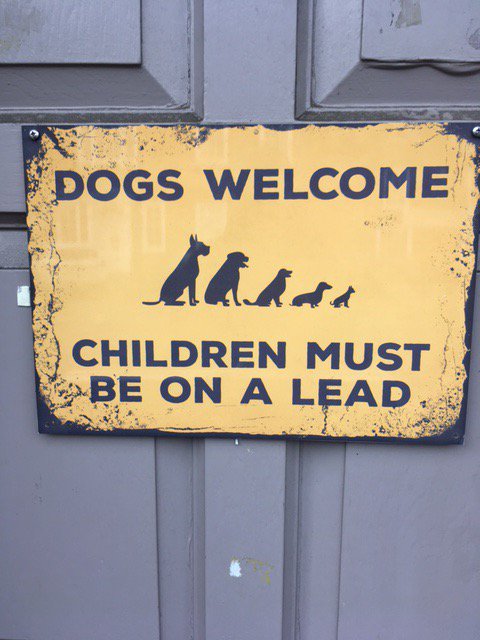 DOGS WELCOME
CHILDREN MUST
BE ON A LEAD